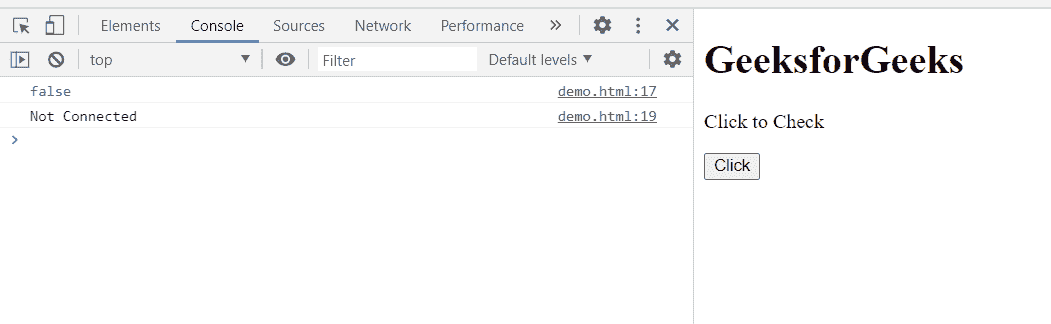 Elements Console Sources Network Performance »
top Filter Default levels
false demo.html:17
Not Connected demo.html:19
>
GeeksforGeeks
Click to Check
Click